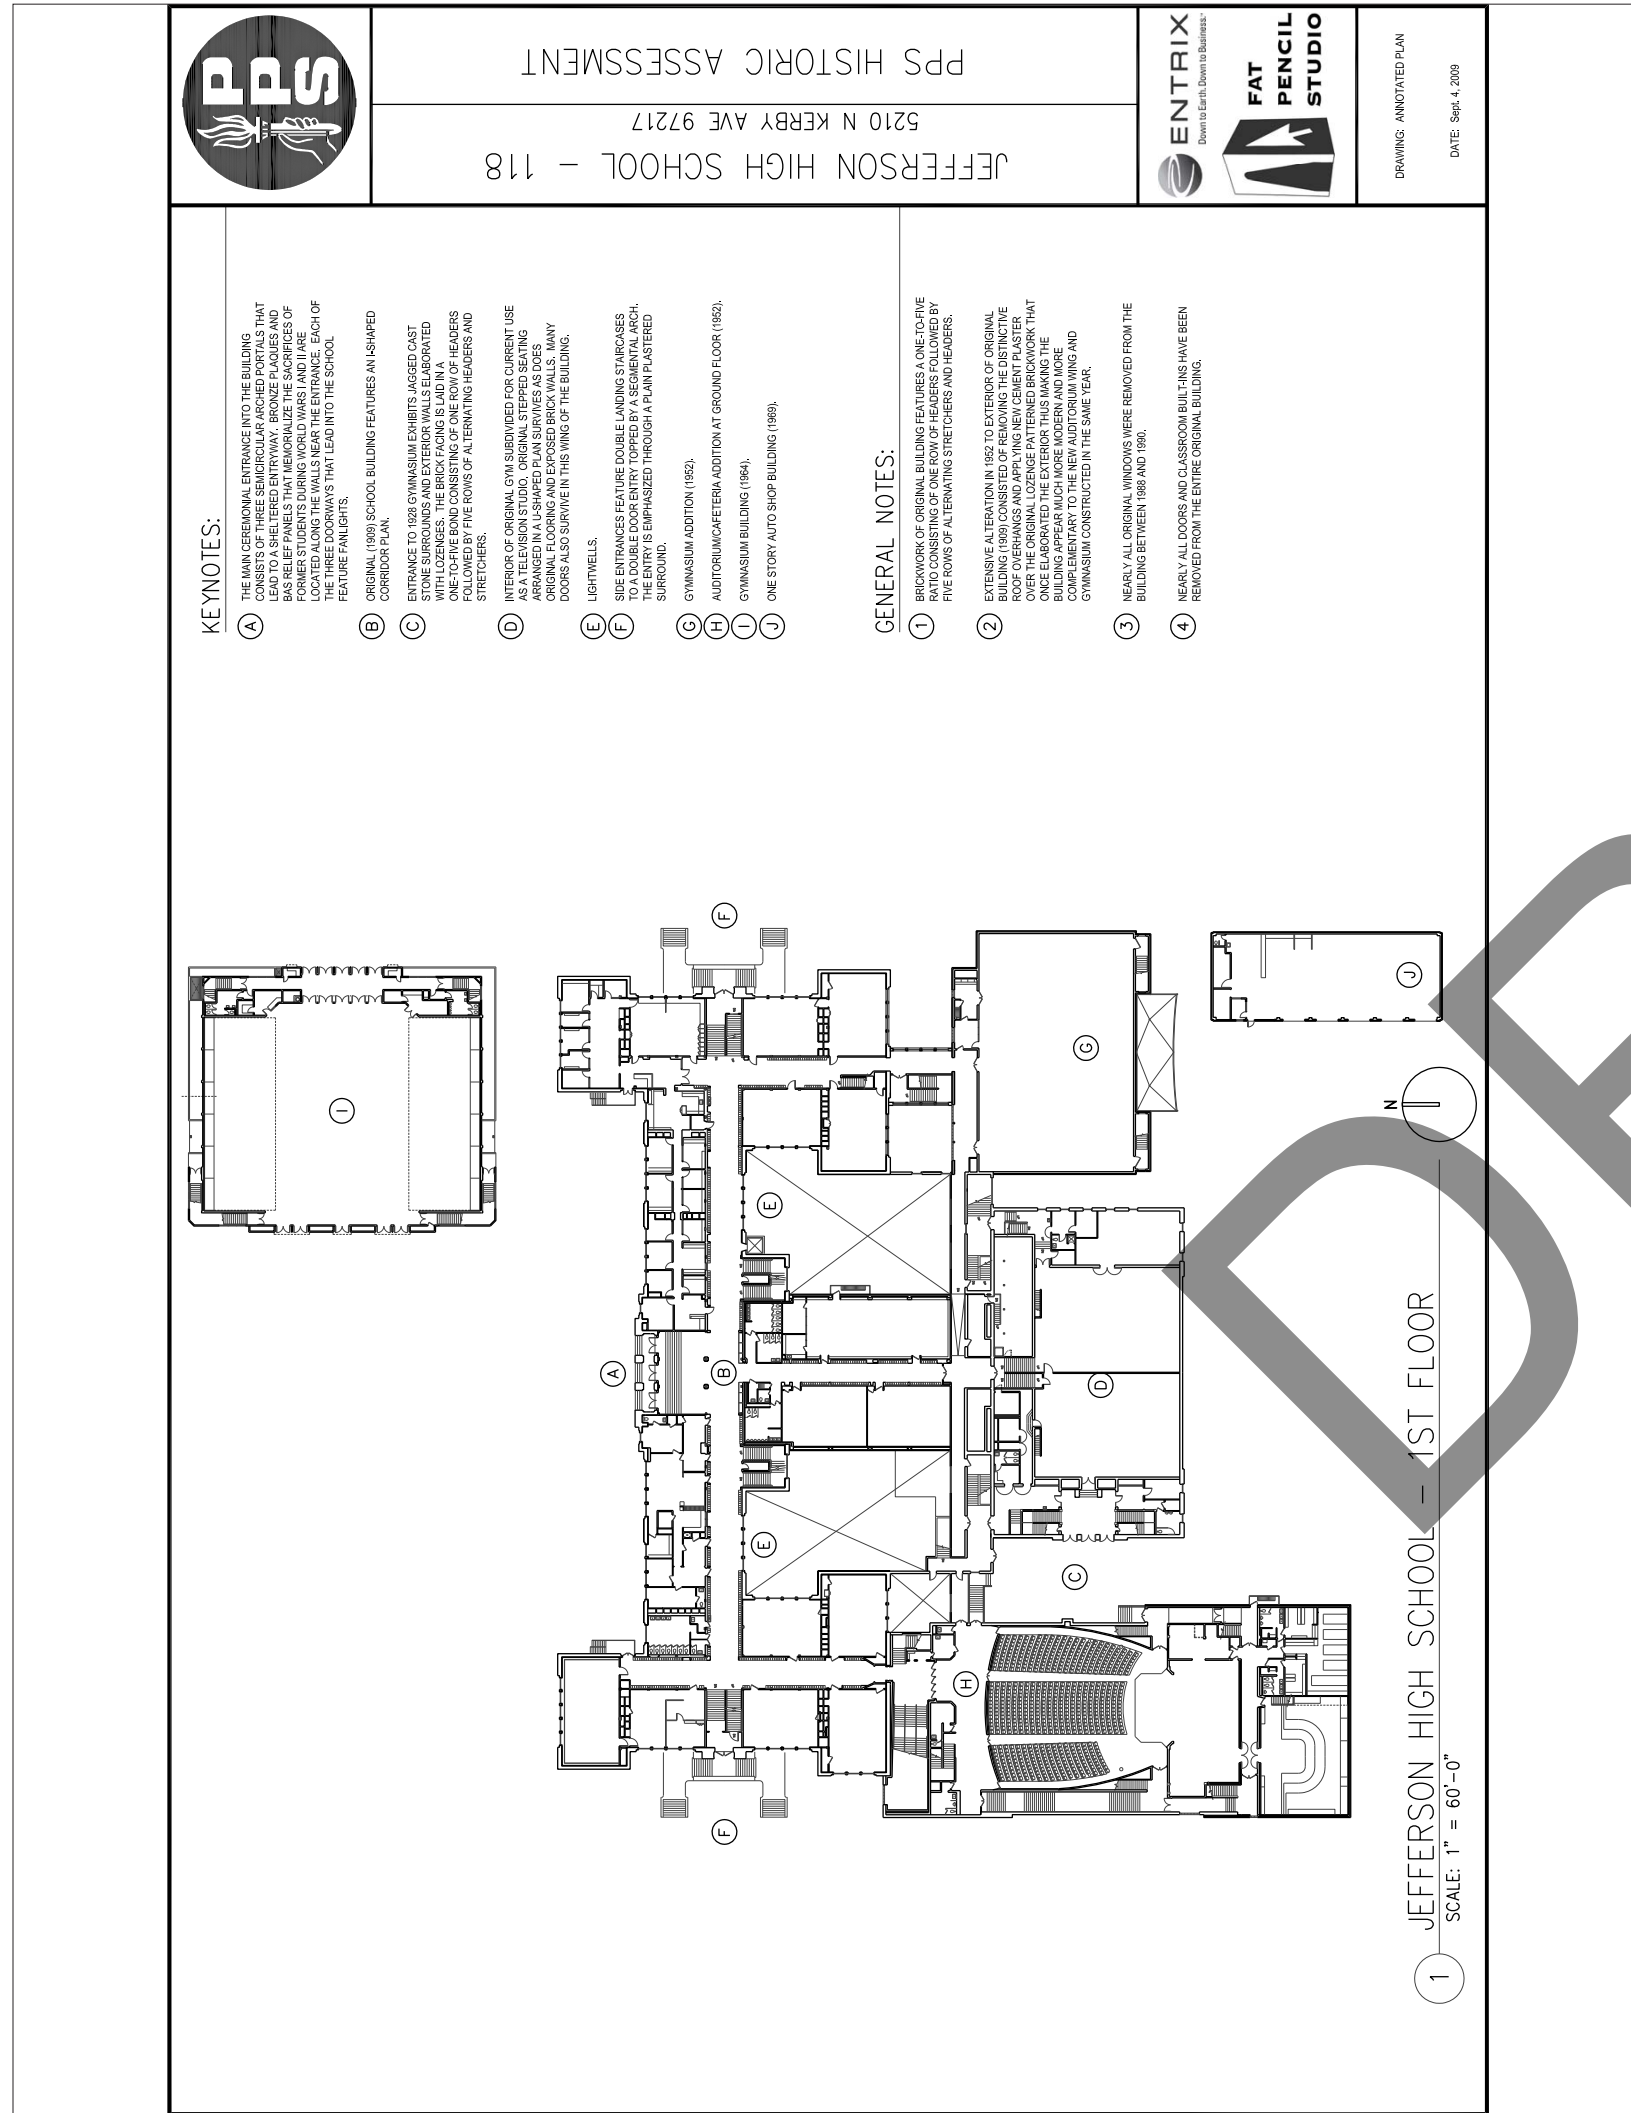 PPS
PPS HISTORIC ASSESSMENT
5210 N KERBY AVE 97217
JEFFERSON HIGH SCHOOL - 118
ENTRIX
Down to Earth. Down to Business.™
FAT
PENCIL
STUDIO
DRAWING: ANNOTATED PLAN
DATE: Sept. 4, 2009
KEYNOTES:
A THE MAIN CEREMONIAL ENTRANCE INTO THE BUILDING
CONSISTS OF THREE SEMICIRCULAR ARCHED PORTALS THAT
LEAD TO A SHELTERED ENTRYWAY. BRONZE PLAQUES AND
BAS RELIEF PANELS THAT MEMORIALIZE THE SACRIFICES OF
FORMER STUDENTS DURING WORLD WARS I AND II ARE
LOCATED ALONG THE WALLS NEAR THE ENTRANCE. EACH OF
THE THREE DOORWAYS THAT LEAD INTO THE SCHOOL
FEATURE FANLIGHTS.
B ORIGINAL (1909) SCHOOL BUILDING FEATURES AN I-SHAPED
CORRIDOR PLAN.
C ENTRANCE TO 1928 GYMNASIUM EXHIBITS JAGGED CAST
STONE SURROUNDS AND EXTERIOR WALLS ELABORATED
WITH LOZENGES. THE BRICK FACING IS LAID IN A
ONE-TO-FIVE BOND CONSISTING OF ONE ROW OF HEADERS
FOLLOWED BY FIVE ROWS OF ALTERNATING HEADERS AND
STRETCHERS.
D INTERIOR OF ORIGINAL GYM SUBDIVIDED FOR CURRENT USE
AS A TELEVISION STUDIO, ORIGINAL STEPPED SEATING
ARRANGED IN A U-SHAPED PLAN SURVIVES AS DOES
ORIGINAL FLOORING AND EXPOSED BRICK WALLS. MANY
DOORS ALSO SURVIVE IN THIS WING OF THE BUILDING.
E LIGHTWELLS.
F SIDE ENTRANCES FEATURE DOUBLE LANDING STAIRCASES
TO A DOUBLE DOOR ENTRY TOPPED BY A SEGMENTAL ARCH.
THE ENTRY IS EMPHASIZED THROUGH A PLAIN PLASTERED
SURROUND.
G GYMNASIUM ADDITION (1952).
H AUDITORIUM/CAFETERIA ADDITION AT GROUND FLOOR (1952).
I GYMNASIUM BUILDING (1964).
J ONE STORY AUTO SHOP BUILDING (1969).
GENERAL NOTES:
1 BRICKWORK OF ORIGINAL BUILDING FEATURES A ONE-TO-FIVE
RATIO CONSISTING OF ONE ROW OF HEADERS FOLLOWED BY
FIVE ROWS OF ALTERNATING STRETCHERS AND HEADERS.
2 EXTENSIVE ALTERATION IN 1952 TO EXTERIOR OF ORIGINAL
BUILDING (1909) CONSISTED OF REMOVING THE DISTINCTIVE
ROOF OVERHANGS AND APPLYING NEW CEMENT PLASTER
OVER THE ORIGINAL LOZENGE PATTERNED BRICKWORK THAT
ONCE ELABORATED THE EXTERIOR THUS MAKING THE
BUILDING APPEAR MUCH MORE MODERN AND MORE
COMPLEMENTARY TO THE NEW AUDITORIUM WING AND
GYMNASIUM CONSTRUCTED IN THE SAME YEAR.
3 NEARLY ALL ORIGINAL WINDOWS WERE REMOVED FROM THE
BUILDING BETWEEN 1988 AND 1990.
4 NEARLY ALL DOORS AND CLASSROOM BUILT-INS HAVE BEEN
REMOVED FROM THE ENTIRE ORIGINAL BUILDING.
I
F
G
J
N
E
A
B
D
E
C
H
F
1 JEFFERSON HIGH SCHOOL - 1ST FLOOR
SCALE: 1" = 60'-0"